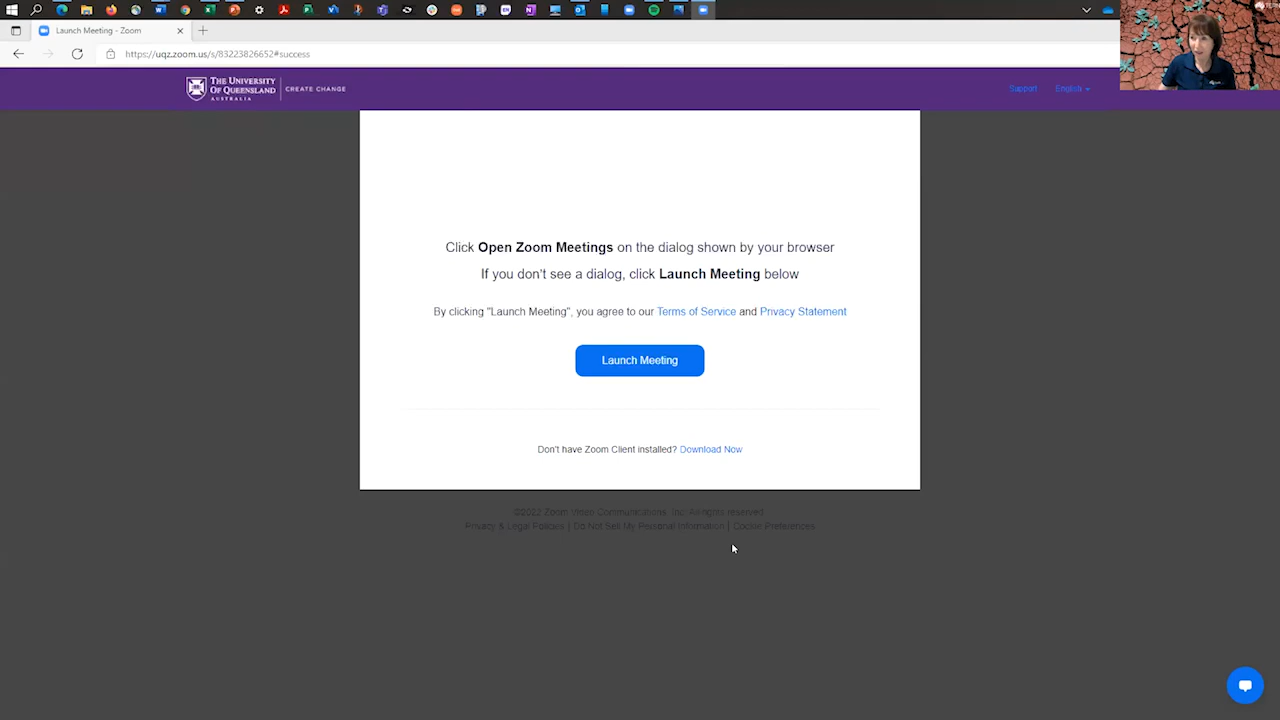 Launch Meeting - Zoom
https://uqz.zoom.us/s/83223826652#success
THE UNIVERSITY
OF QUEENSLAND
AUSTRALIA
CREATE CHANGE
Support
English
Click Open Zoom Meetings on the dialog shown by your browser
If you don't see a dialog, click Launch Meeting below
By clicking "Launch Meeting", you agree to our Terms of Service and Privacy Statement
Launch Meeting
Don't have Zoom Client installed? Download Now
©2022 Zoom Video Communications, Inc. All rights reserved
Privacy & Legal Policies | Do Not Sell My Personal Information | Cookie Preferences